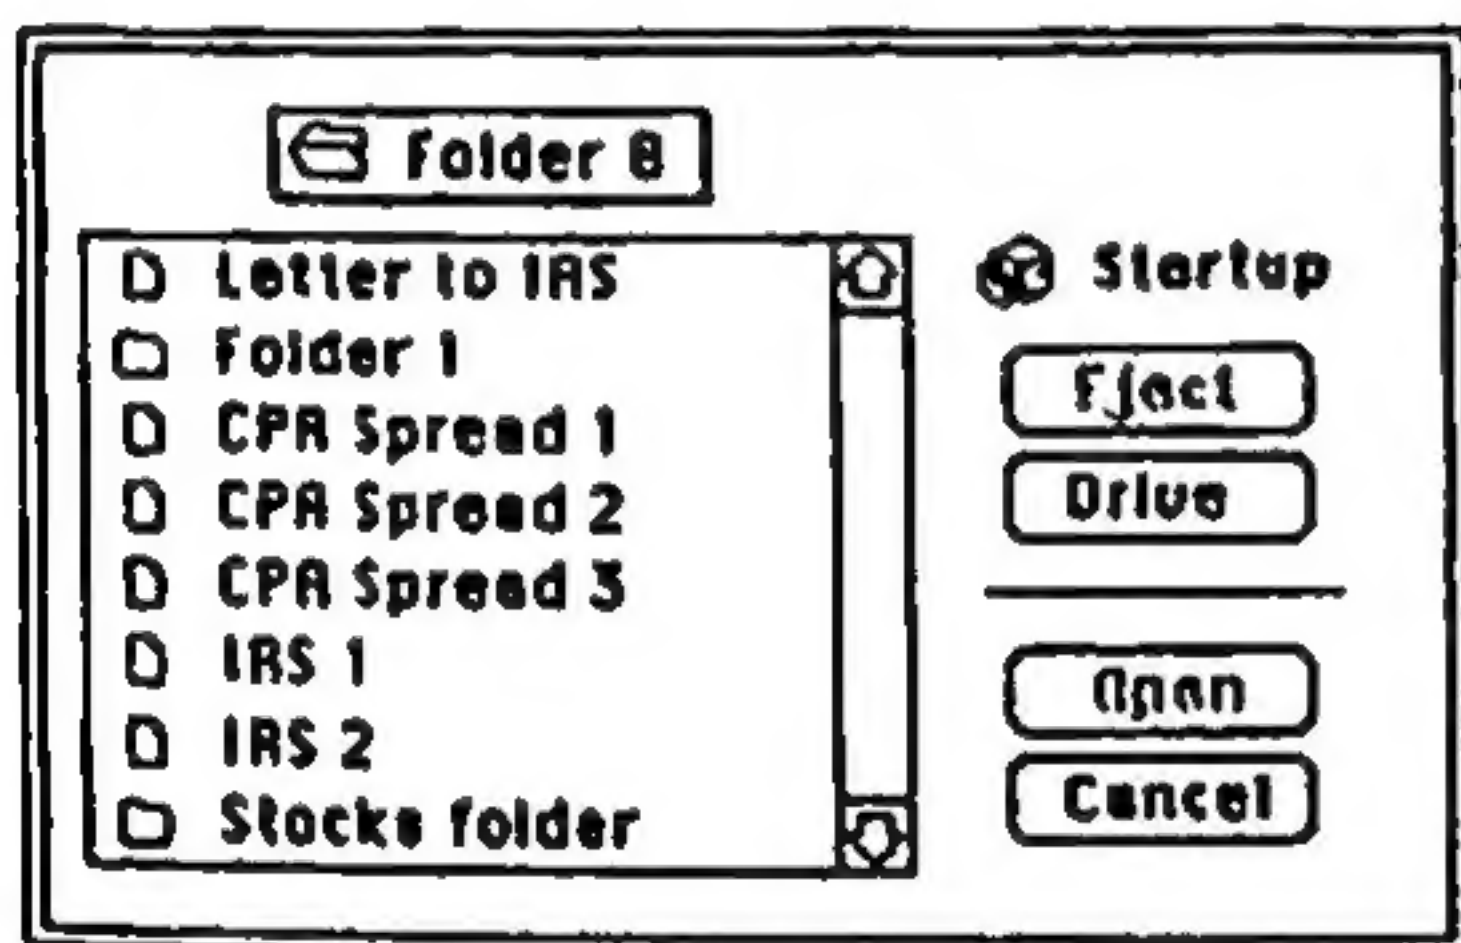 Folder 8
Letter to IRS
Folder 1
CPA Spread 1
CPA Spread 2
CPA Spread 3
IRS 1
IRS 2
Stocks folder
Startup
Eject
Drive
Open
Cancel